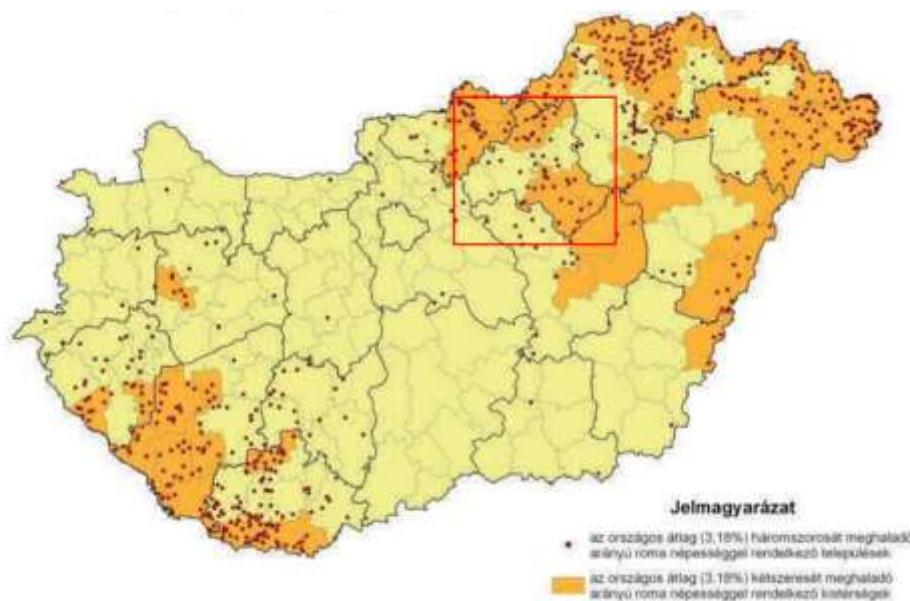 Jelmagyarázat
az országos átlag (3,18%) háromszorosát meghaladó
arányú roma népességgel rendelkező települések
az országos átlag (3,18%) kétszeresét meghaladó
arányú roma népességgel rendelkező kistérségek